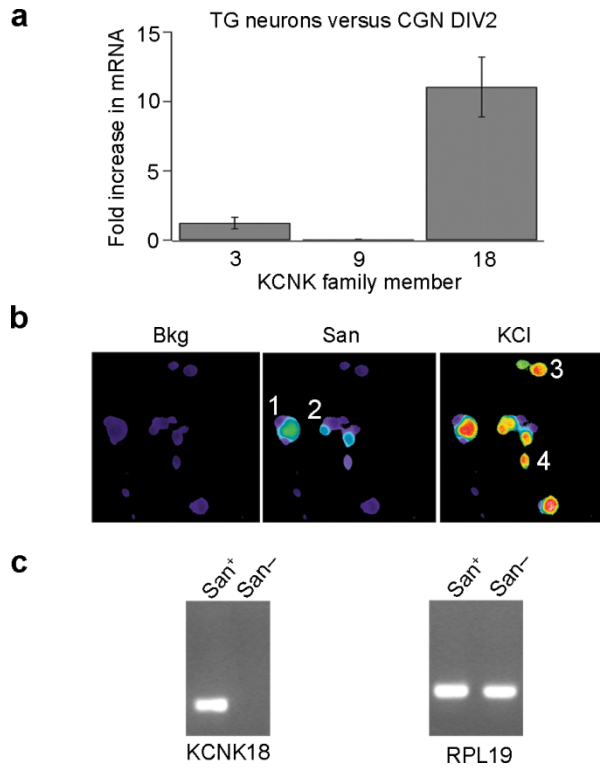 a
TG neurons versus CGN DIV2
Fold increase in mRNA
15
10
5
0
3 9 18
KCNK family member
b
Bkg San KCl
1 2 3
4
c
San+ San– San+ San–
KCNK18 RPL19